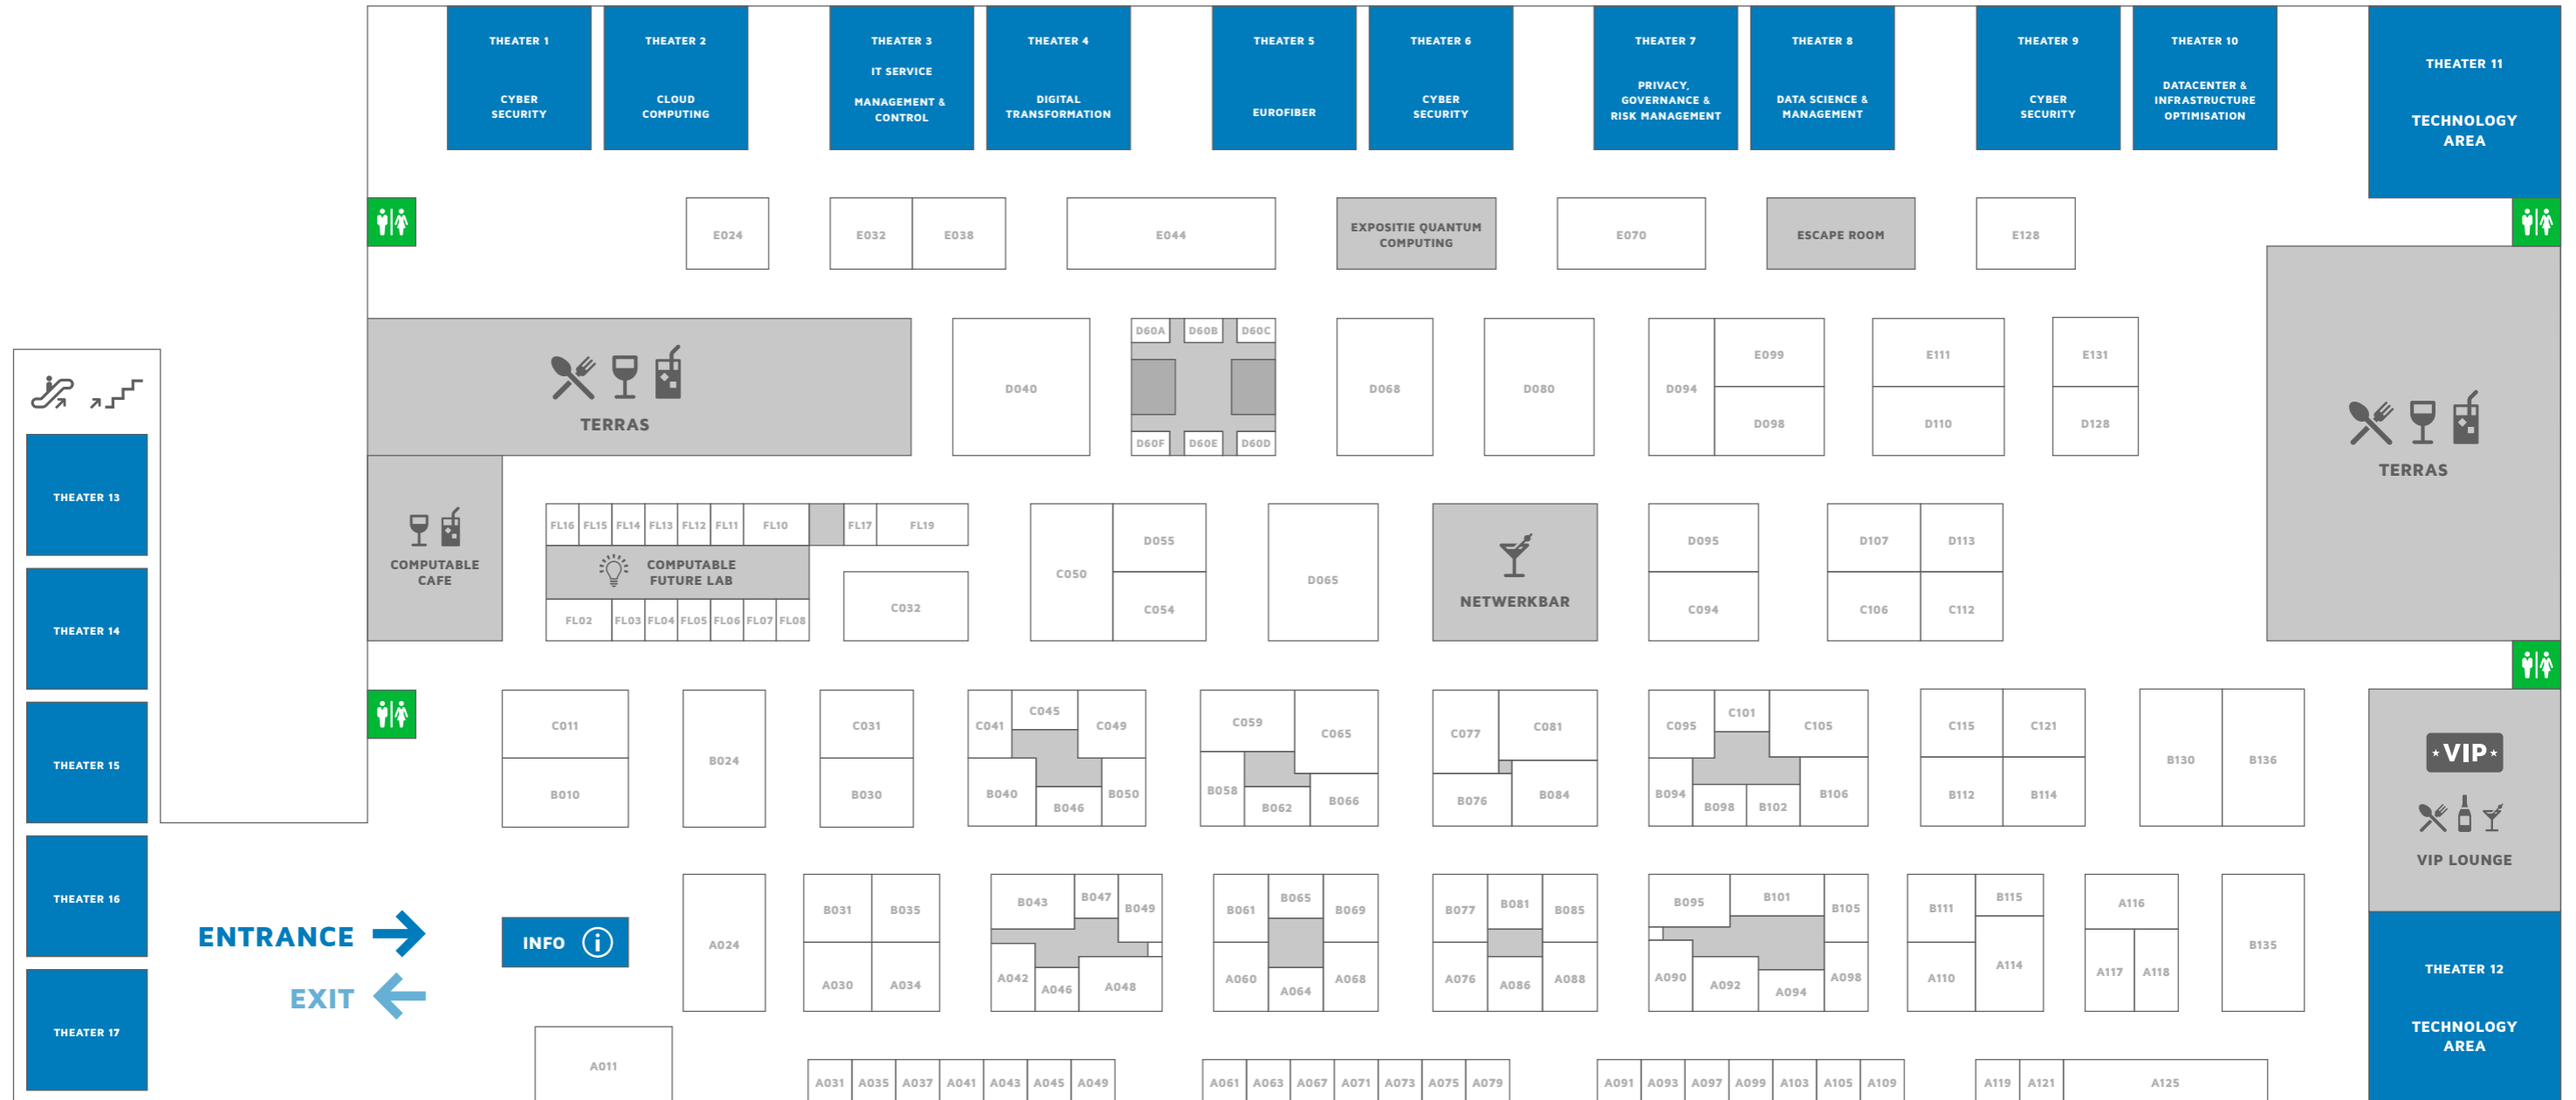 THEATER 1
CYBER
SECURITY
THEATER 2
CLOUD
COMPUTING
THEATER 3
IT SERVICE
MANAGEMENT &
CONTROL
THEATER 4
DIGITAL
TRANSFORMATION
THEATER 5
EUROFIBER
THEATER 6
CYBER
SECURITY
THEATER 7
PRIVACY,
GOVERNANCE &
RISK MANAGEMENT
THEATER 8
DATA SCIENCE &
MANAGEMENT
THEATER 9
CYBER
SECURITY
THEATER 10
DATACENTER &
INFRASTRUCTURE
OPTIMISATION
THEATER 11
TECHNOLOGY
AREA
E024
E032
E038
E044
EXPOSITIE QUANTUM
COMPUTING
E070
ESCAPE ROOM
E128
TERRAS
D040
D60A
D60B
D60C
D60F
D60E
D60D
D068
D080
D094
E099
D098
E111
D110
E131
D128
TERRAS
THEATER 13
THEATER 14
THEATER 15
THEATER 16
THEATER 17
COMPUTABLE
CAFE
FL16
FL15
FL14
FL13
FL12
FL11
FL10
FL17
FL19
COMPUTABLE
FUTURE LAB
FL02
FL03
FL04
FL05
FL06
FL07
FL08
C032
C050
D055
C054
D065
NETWERKBAR
D095
C094
D107
D113
C106
C112
C011
B010
B024
C031
B030
C041
C045
C049
B040
B046
B050
C059
C065
B058
B062
B066
C077
C081
B076
B084
C095
C101
C105
B094
B098
B102
B106
C115
C121
B112
B114
B130
B136
VIP
VIP LOUNGE
ENTRANCE
EXIT
INFO
A024
B031
B035
A030
A034
B043
B047
B049
A042
A046
A048
B061
B065
B069
A060
A064
A068
B077
B081
B085
A076
A086
A088
B095
B101
B105
A090
A092
A094
A098
B111
B115
A110
A114
A116
A117
A118
B135
THEATER 12
TECHNOLOGY
AREA
A011
A031
A035
A037
A041
A043
A045
A049
A061
A063
A067
A071
A073
A075
A079
A091
A093
A097
A099
A103
A105
A109
A119
A121
A125